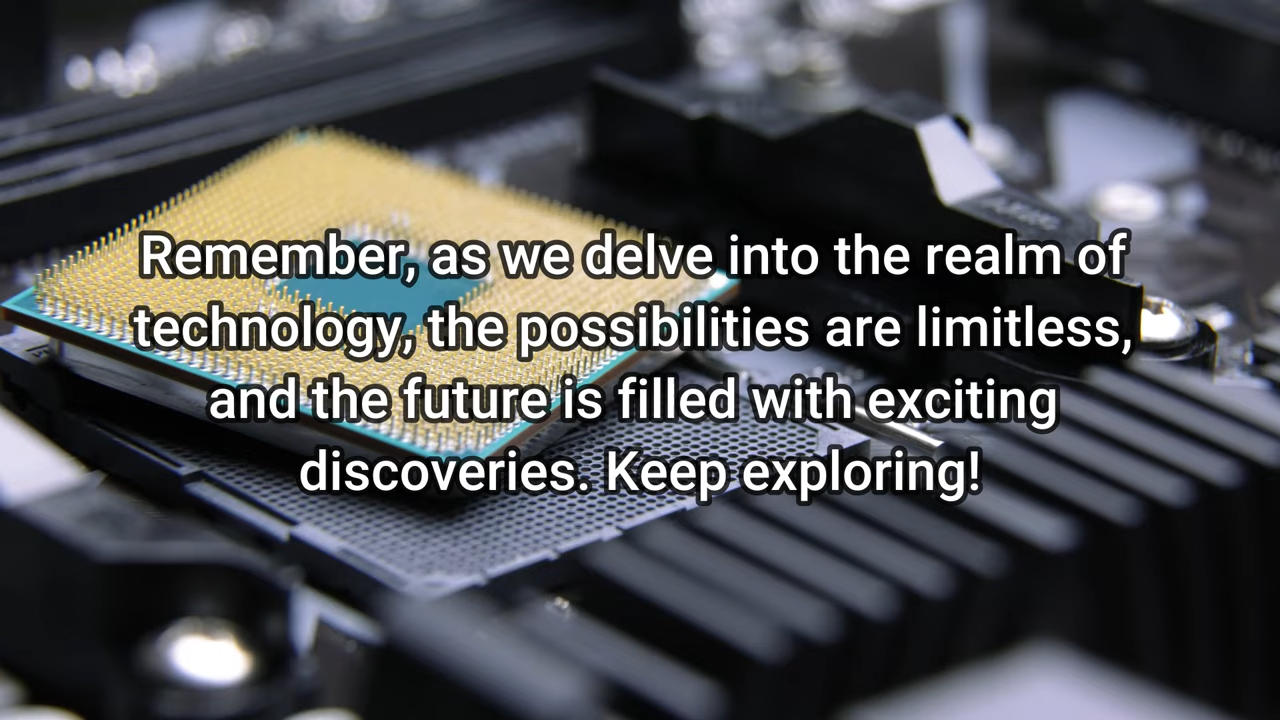 Remember, as we delve into the realm of
technology, the possibilities are limitless,
and the future is filled with exciting
discoveries. Keep exploring!